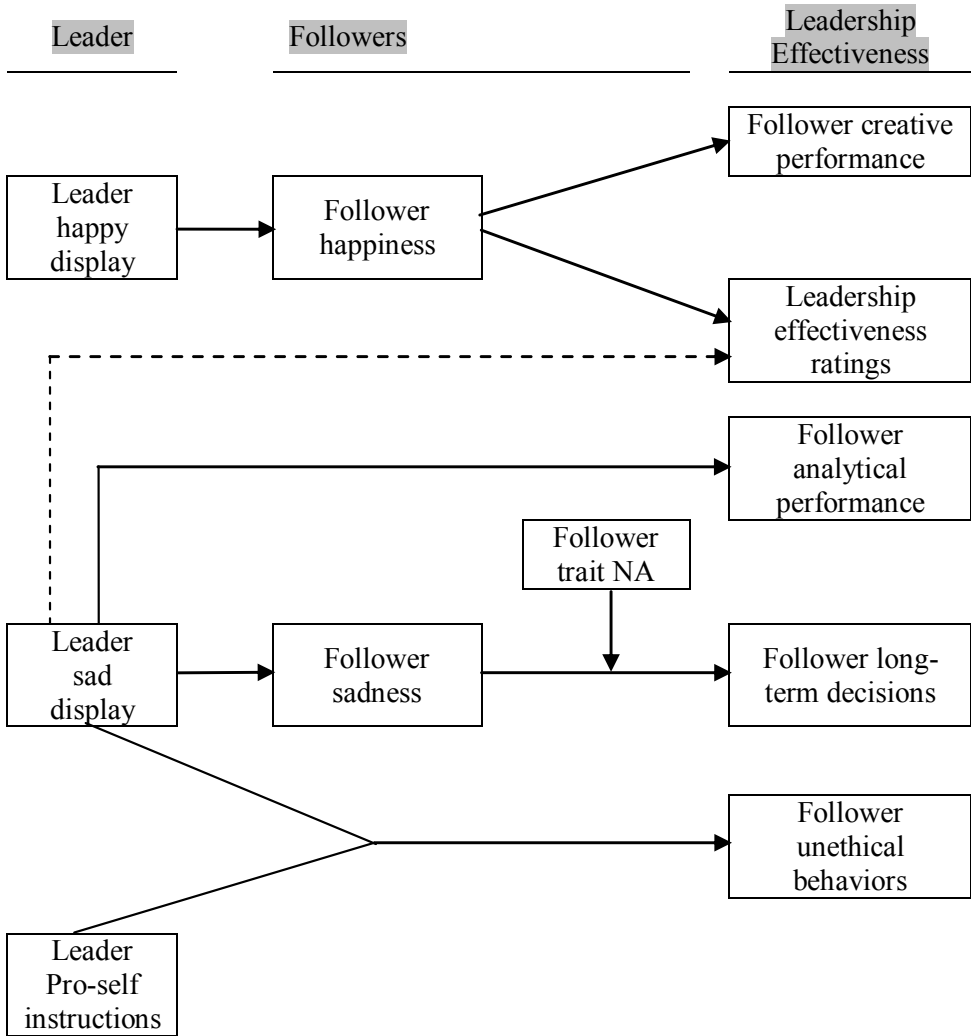 Leader
Followers
Leadership
Effectiveness
Follower creative
performance
Leader
happy
display
Follower
happiness
Leadership
effectiveness
ratings
Follower
analytical
performance
Follower
trait NA
Leader
sad
display
Follower
sadness
Follower long-
term decisions
Follower
unethical
behaviors
Leader
Pro-self
instructions